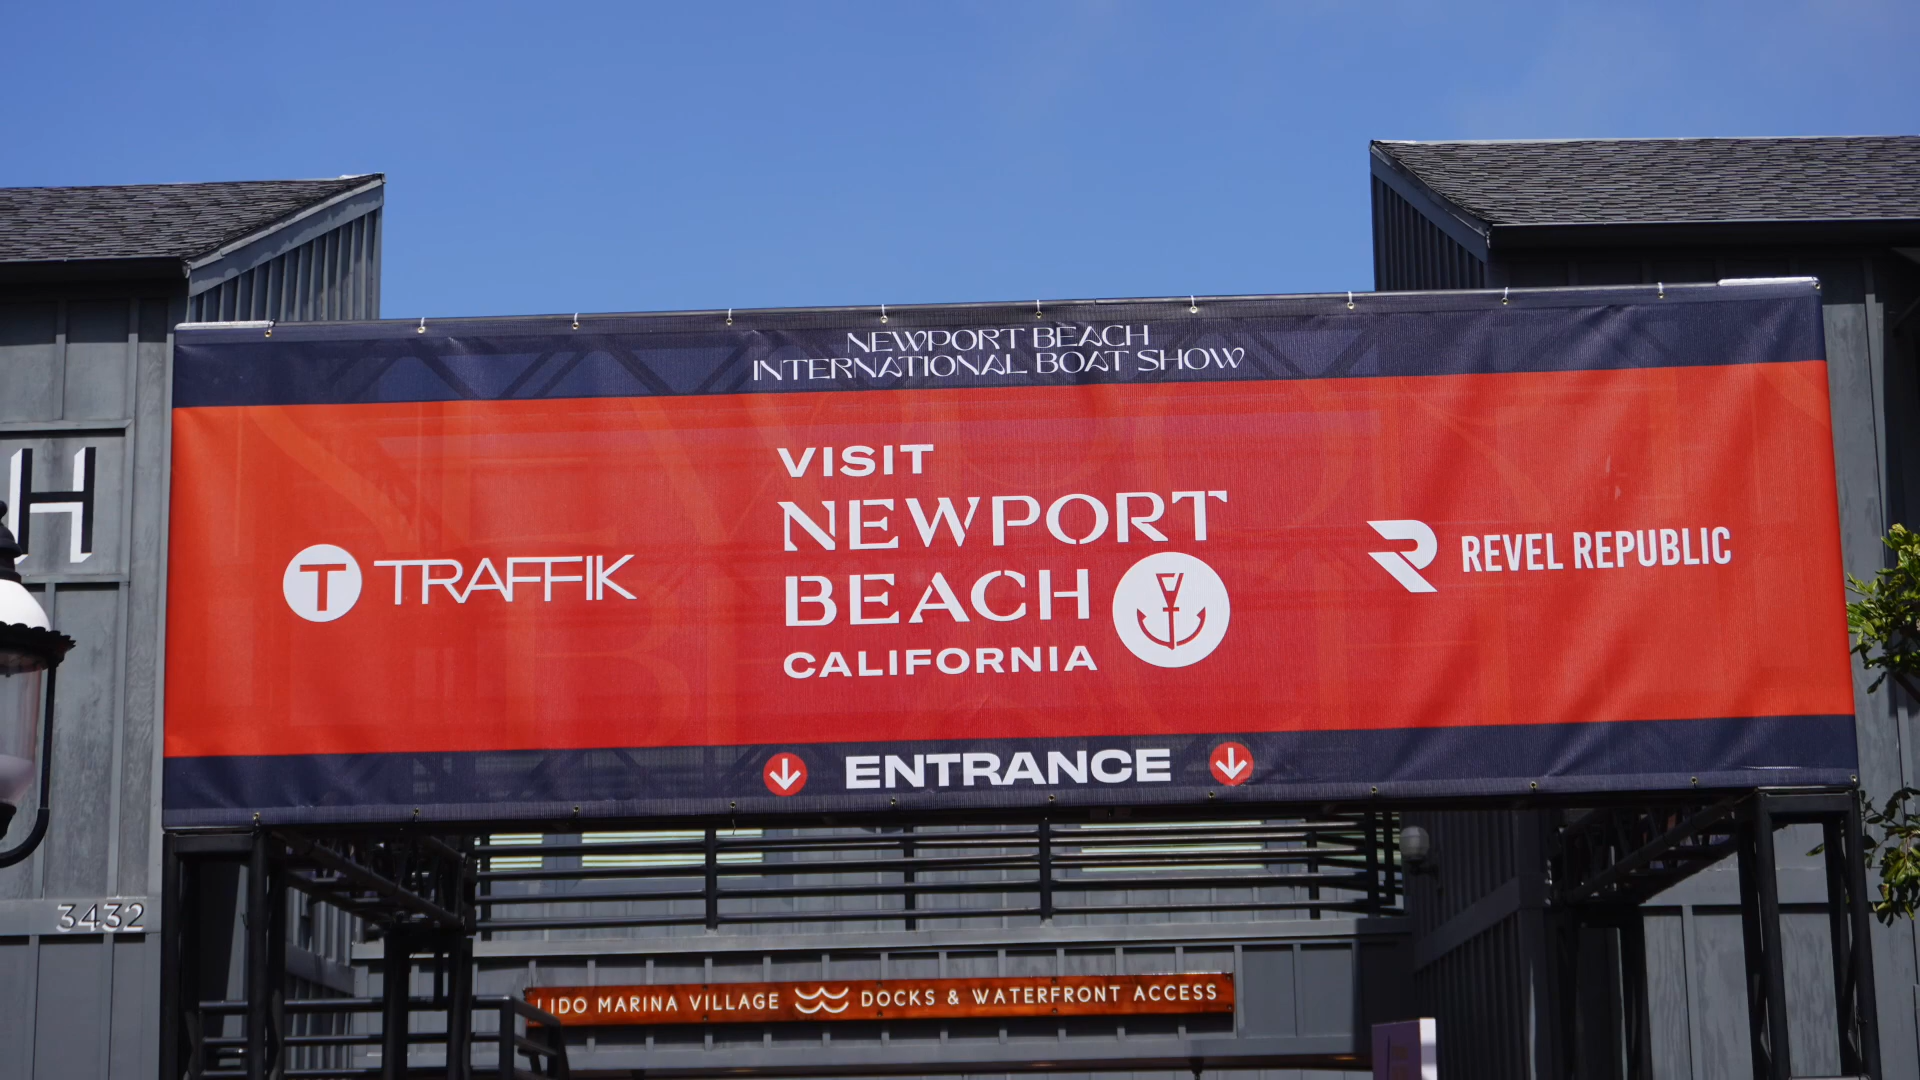 NEWPORT BEACH
INTERNATIONAL BOAT SHOW
VISIT
NEWPORT
BEACH
CALIFORNIA
T TRAFFIK
R REVEL REPUBLIC
ENTRANCE
H
3432
LIDO MARINA VILLAGE DOCKS & WATERFRONT ACCESS